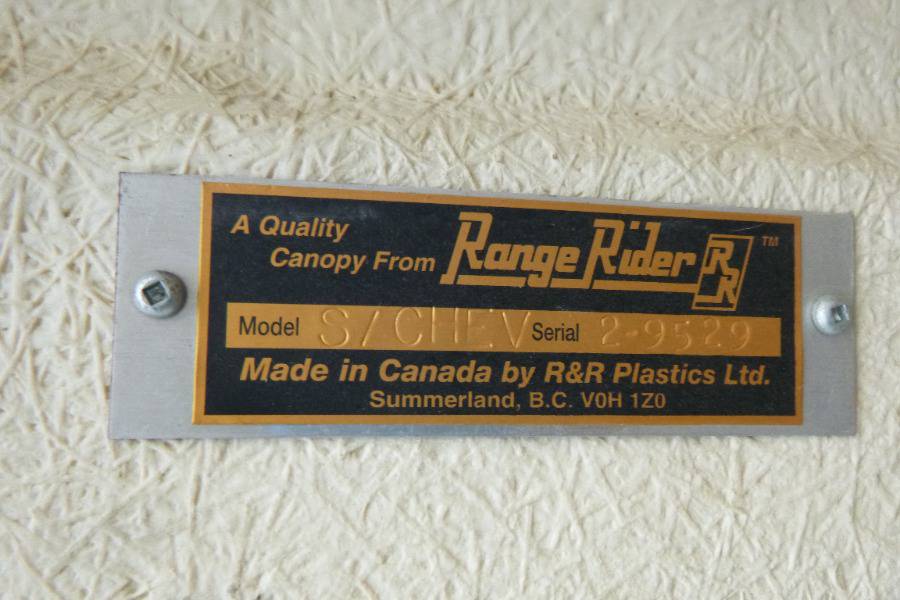 A Quality
Canopy From Range Rider RR ™
Model S/CHEV Serial 2-9529
Made in Canada by R&R Plastics Ltd.
Summerland, B.C. V0H 1Z0